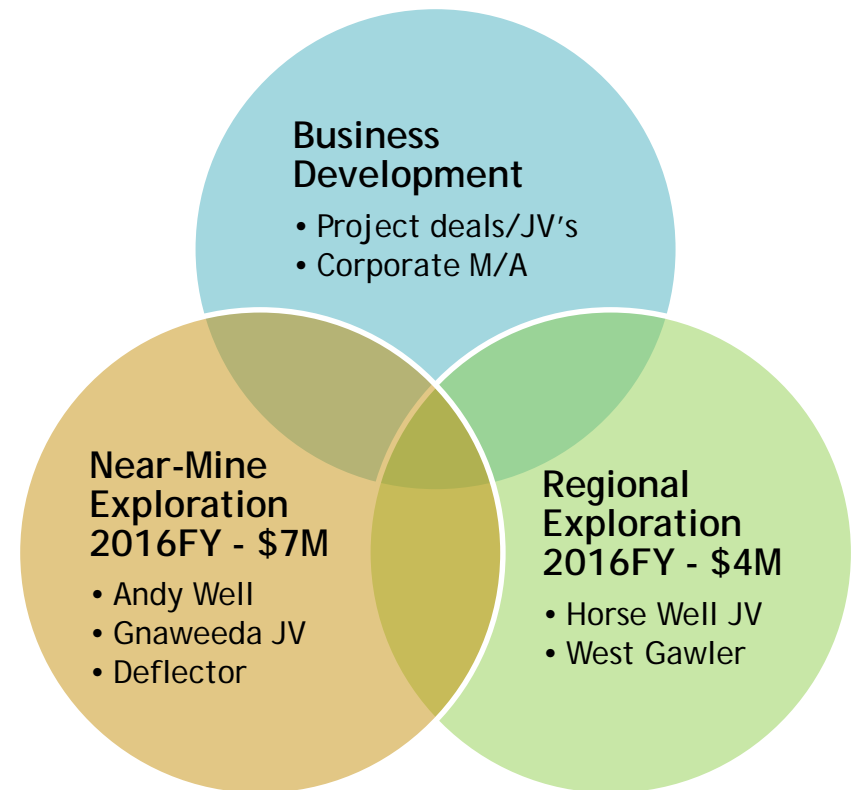 Business
Development
• Project deals/JV's
• Corporate M/A
Near-Mine
Exploration
2016FY - $7M
• Andy Well
• Gnaweeda JV
• Deflector
Regional
Exploration
2016FY - $4M
• Horse Well JV
• West Gawler